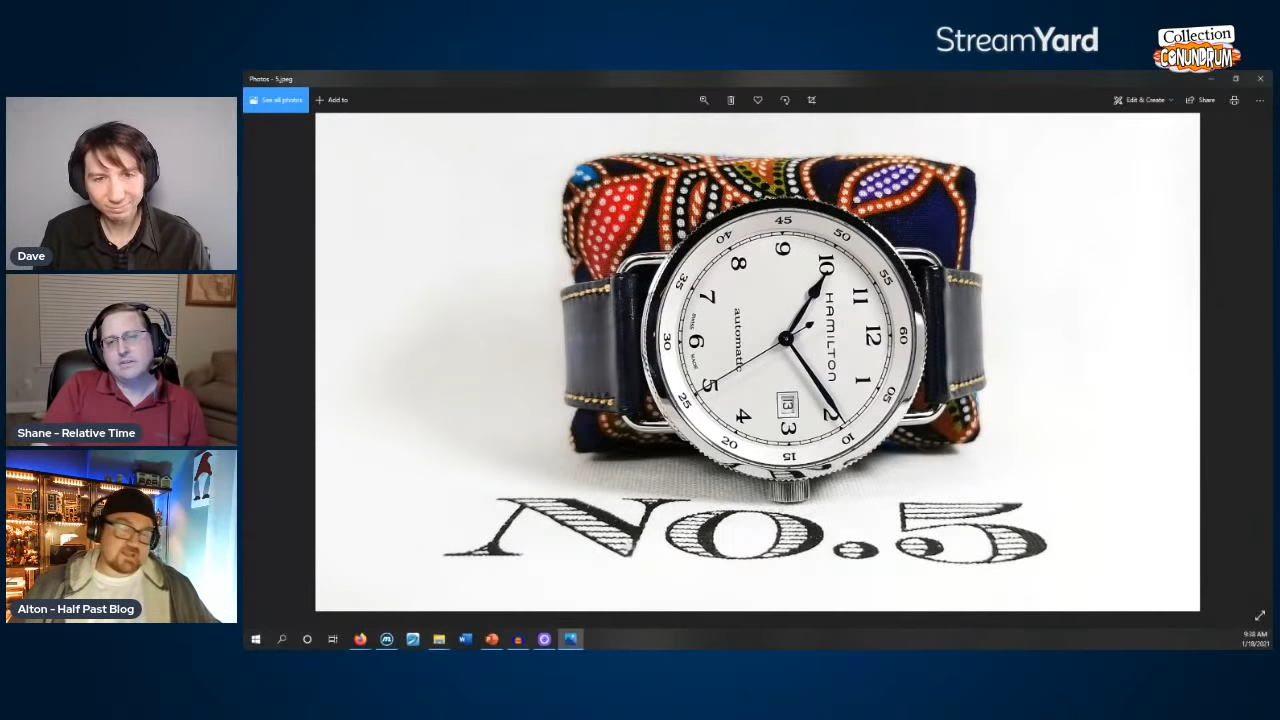 StreamYard
Collection
CONUNDRUM
Photos - 5.jpeg
See all photos
Add to
Edit & Create
Share
Dave
Shane - Relative Time
Alton - Half Past Blog
45
50
55
60
05
10
15
20
25
30
35
40
9
10
11
12
1
2
3
4
5
6
7
8
HAMILTON
automatic
SWISS
MADE
13
No.5
9:38 AM
1/18/2021